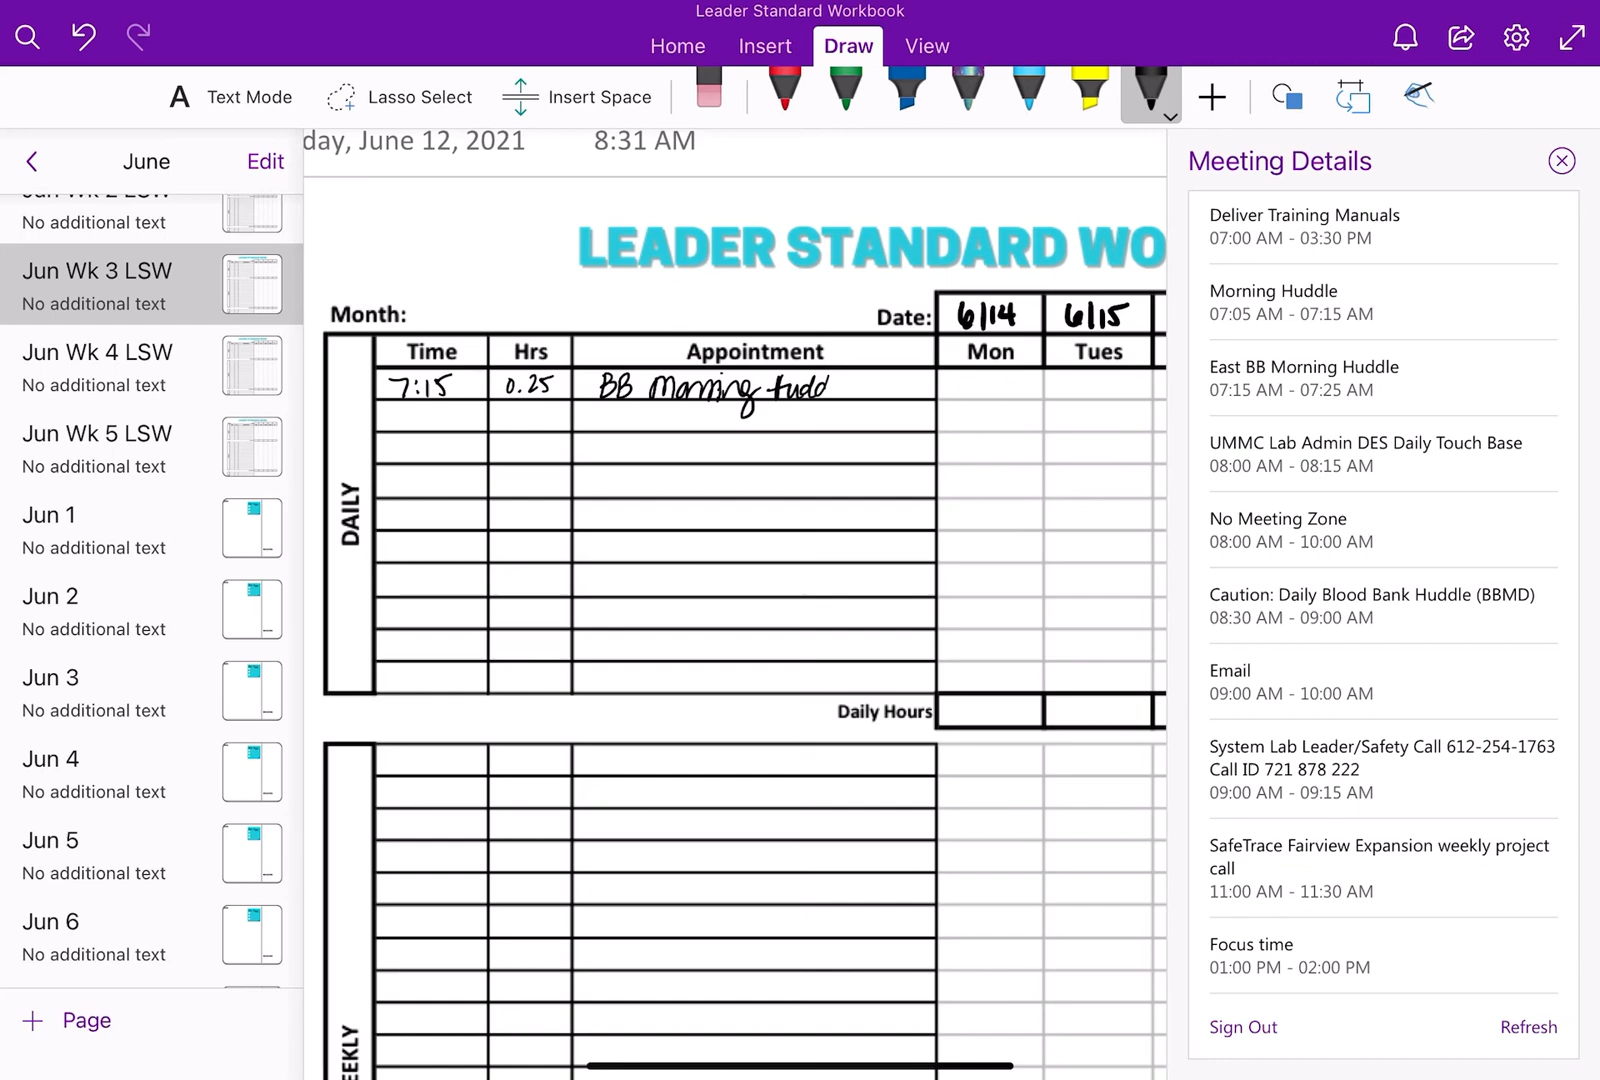 Leader Standard Workbook
Home Insert Draw View
A Text Mode Lasso Select Insert Space
June Edit
No additional text
Jun Wk 3 LSW
No additional text
Jun Wk 4 LSW
No additional text
Jun Wk 5 LSW
No additional text
Jun 1
No additional text
Jun 2
No additional text
Jun 3
No additional text
Jun 4
No additional text
Jun 5
No additional text
Jun 6
No additional text
+ Page
day, June 12, 2021 8:31 AM
LEADER STANDARD WO
Month: Date: 6/14 6/15
Time Hrs Appointment Mon Tues
7:15 0.25 BB Morning Hudd
DAILY
Daily Hours
EEKLY
Meeting Details
Deliver Training Manuals
07:00 AM - 03:30 PM
Morning Huddle
07:05 AM - 07:15 AM
East BB Morning Huddle
07:15 AM - 07:25 AM
UMMC Lab Admin DES Daily Touch Base
08:00 AM - 08:15 AM
No Meeting Zone
08:00 AM - 10:00 AM
Caution: Daily Blood Bank Huddle (BBMD)
08:30 AM - 09:00 AM
Email
09:00 AM - 10:00 AM
System Lab Leader/Safety Call 612-254-1763
Call ID 721 878 222
09:00 AM - 09:15 AM
SafeTrace Fairview Expansion weekly project
call
11:00 AM - 11:30 AM
Focus time
01:00 PM - 02:00 PM
Sign Out Refresh